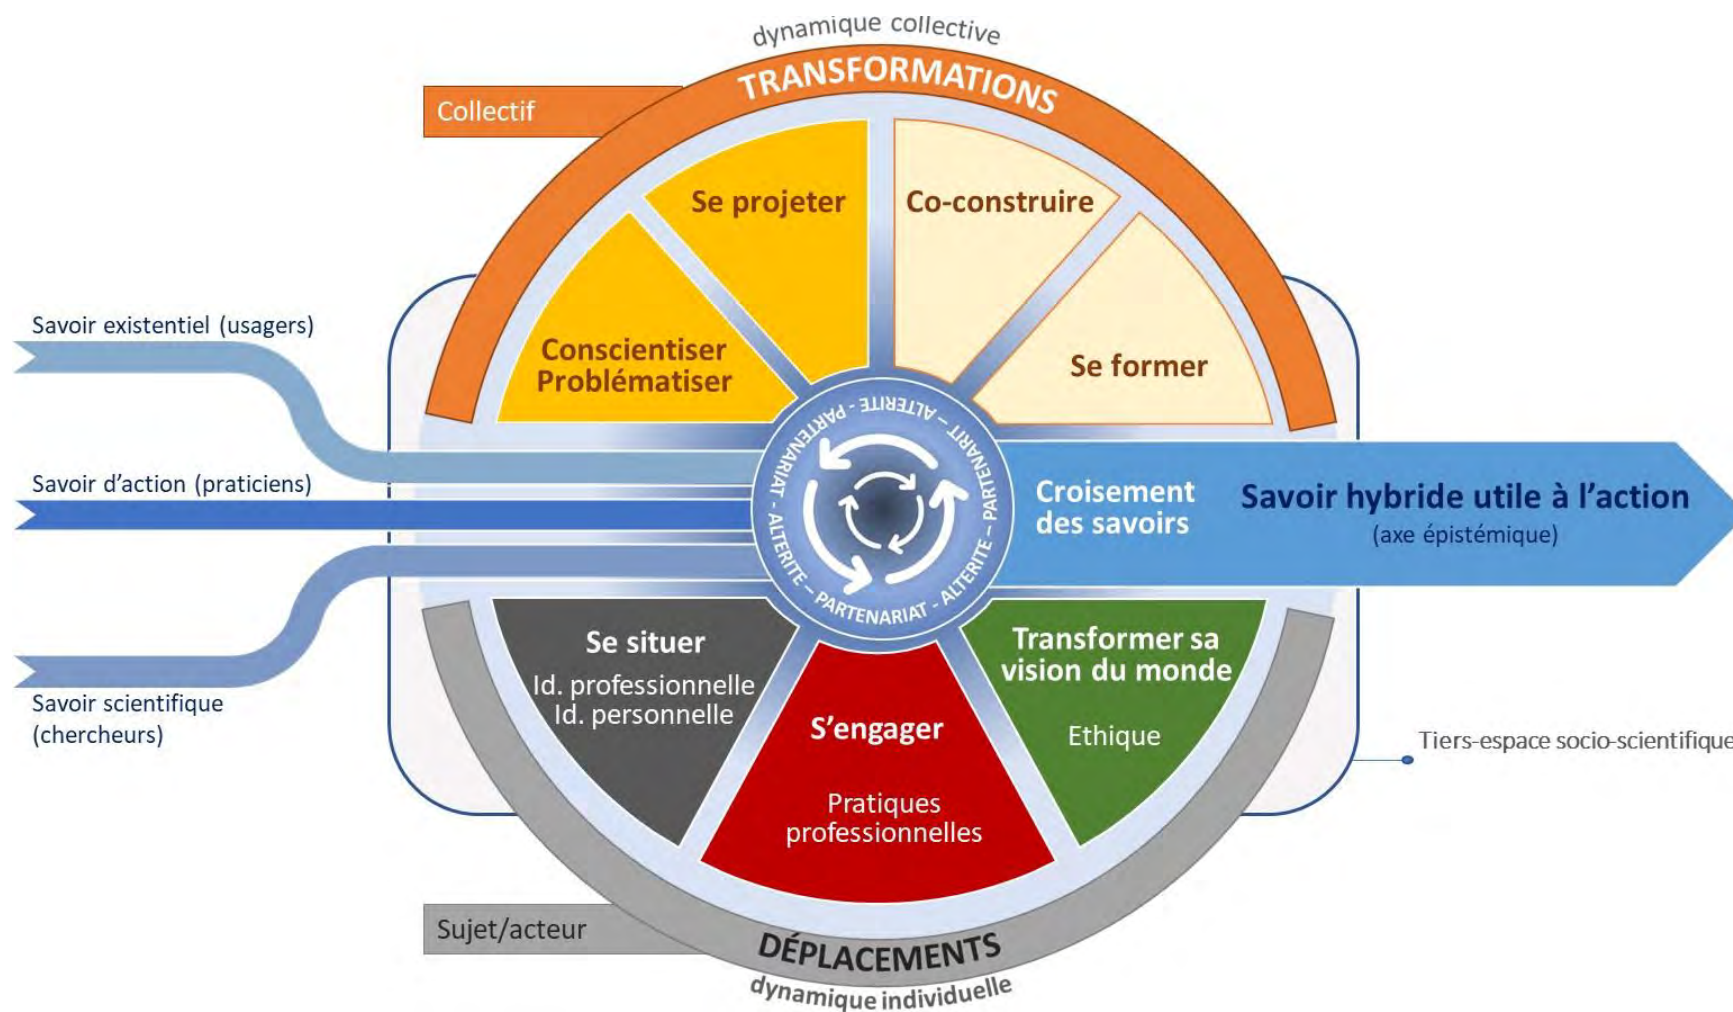 dynamique collective
TRANSFORMATIONS
Collectif
Se projeter
Co-construire
Conscientiser
Problématiser
Se former
Savoir existentiel (usagers)
Savoir d'action (praticiens)
Savoir scientifique
(chercheurs)
PARTENARIAT - ALTERITE – PARTENARIT – ALTERITE - PARTENARIAT – ALTERITE -
Croisement
des savoirs
Savoir hybride utile à l'action
(axe épistémique)
Se situer
Id. professionnelle
Id. personnelle
S'engager
Pratiques
professionnelles
Transformer sa
vision du monde
Ethique
Tiers-espace socio-scientifique
Sujet/acteur
DÉPLACEMENTS
dynamique individuelle